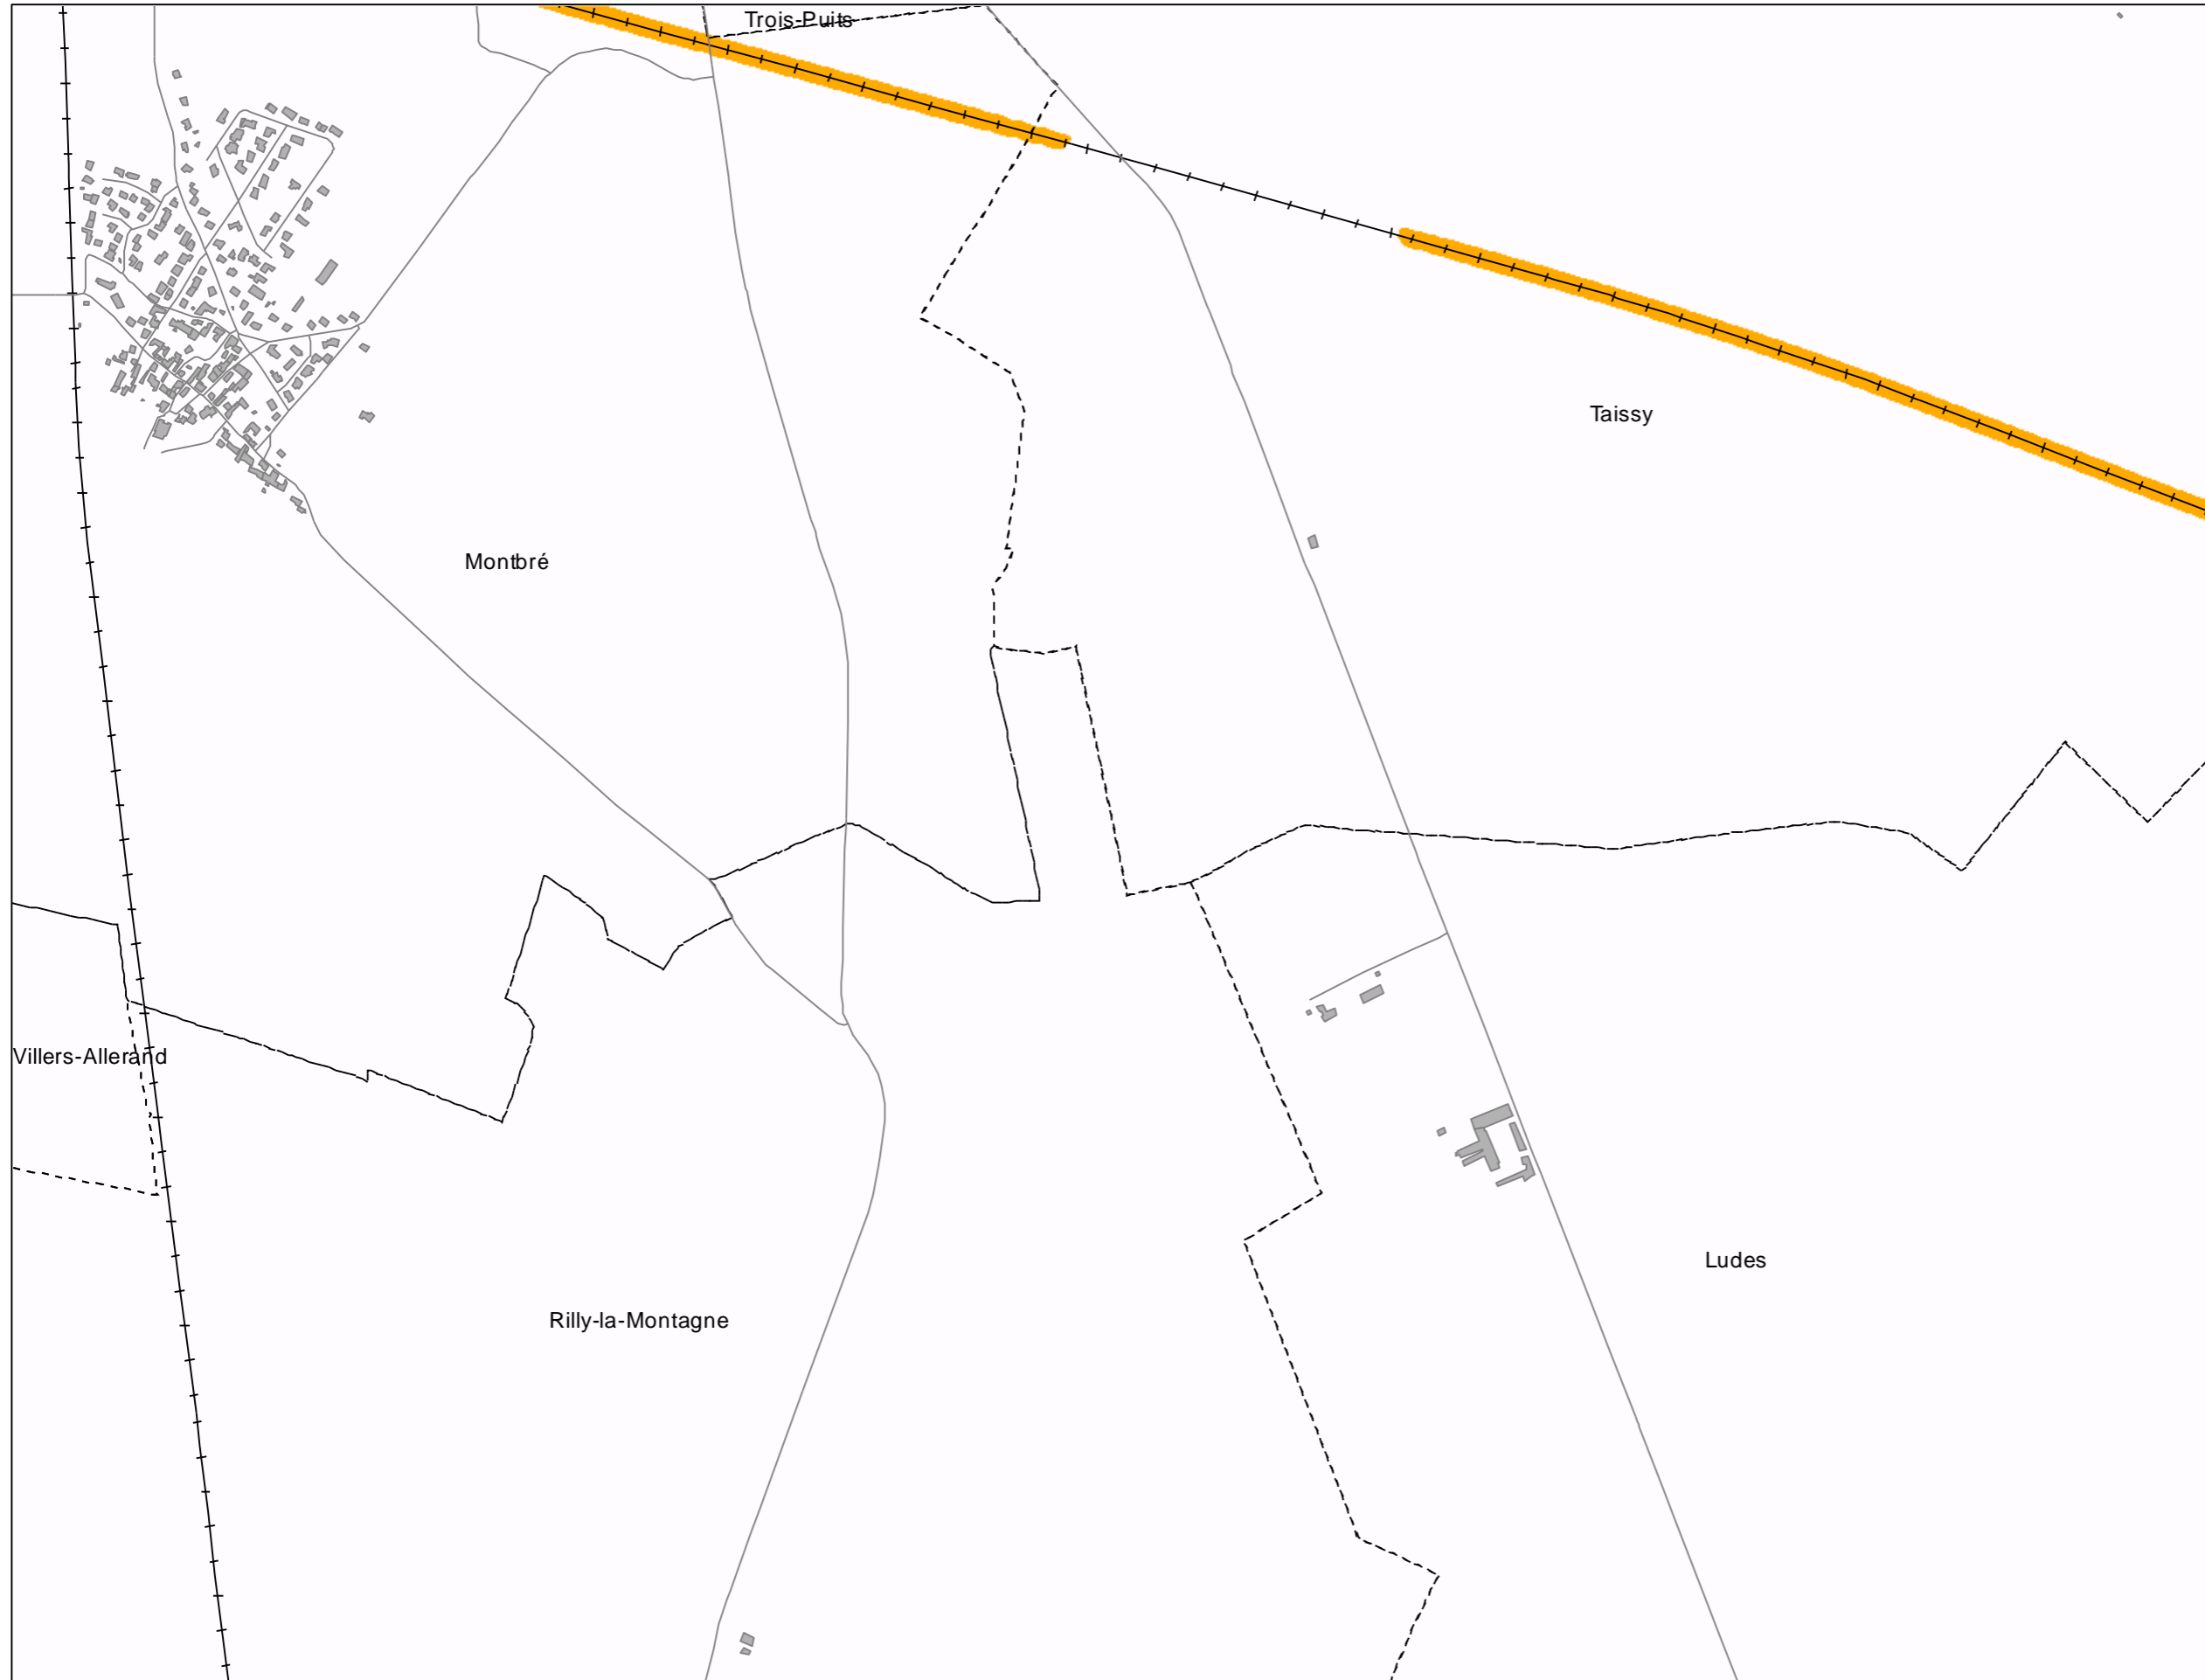 Trois-Puits
Taissy
Montbré
Villers-Allerand
Ludes
Rilly-la-Montagne